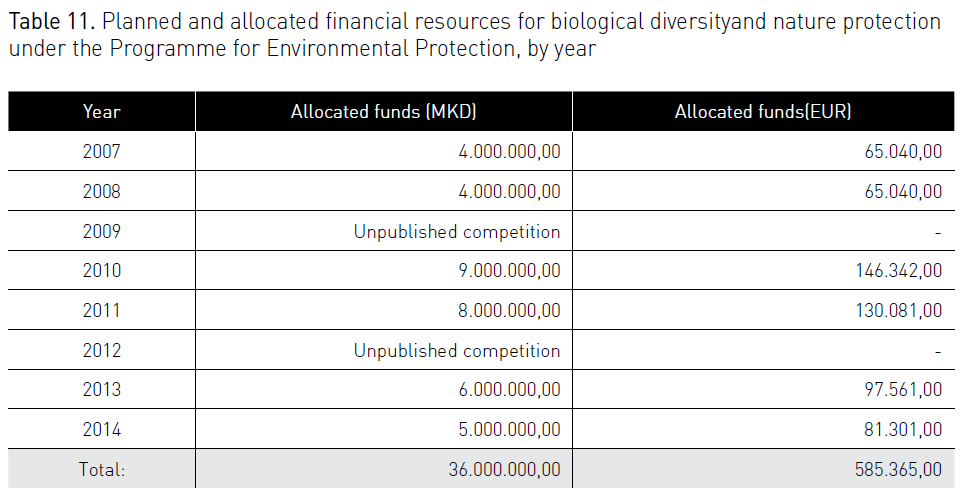 Table 11. Planned and allocated financial resources for biological diversityand nature protection
under the Programme for Environmental Protection, by year
Year Allocated funds (MKD) Allocated funds(EUR)
2007 4.000.000,00 65.040,00
2008 4.000.000,00 65.040,00
2009 Unpublished competition -
2010 9.000.000,00 146.342,00
2011 8.000.000,00 130.081,00
2012 Unpublished competition -
2013 6.000.000,00 97.561,00
2014 5.000.000,00 81.301,00
Total: 36.000.000,00 585.365,00